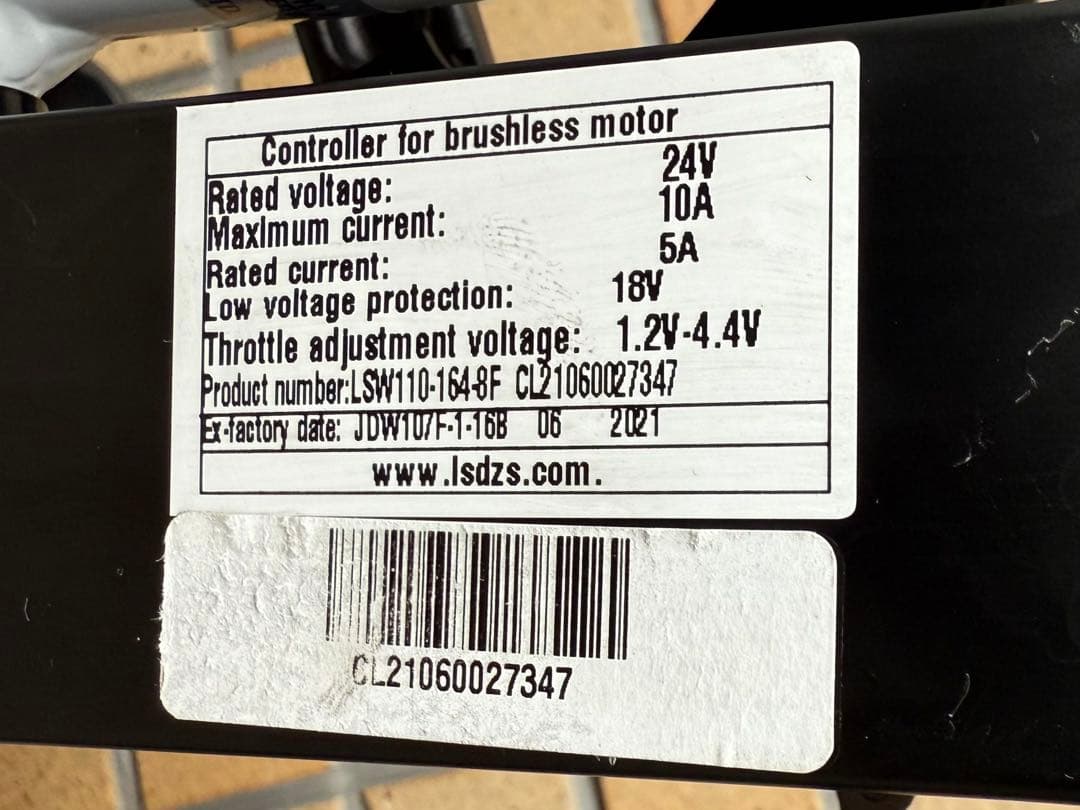 Controller for brushless motor
Rated voltage: 24V
Maximum current: 10A
Rated current: 5A
Low voltage protection: 18V
Throttle adjustment voltage: 1.2V-4.4V
Product number:LSW110-164-8F CL21060027347
Ex-factory date: JDW107F-1-16B 06 2021
www.lsdzs.com.
CL21060027347